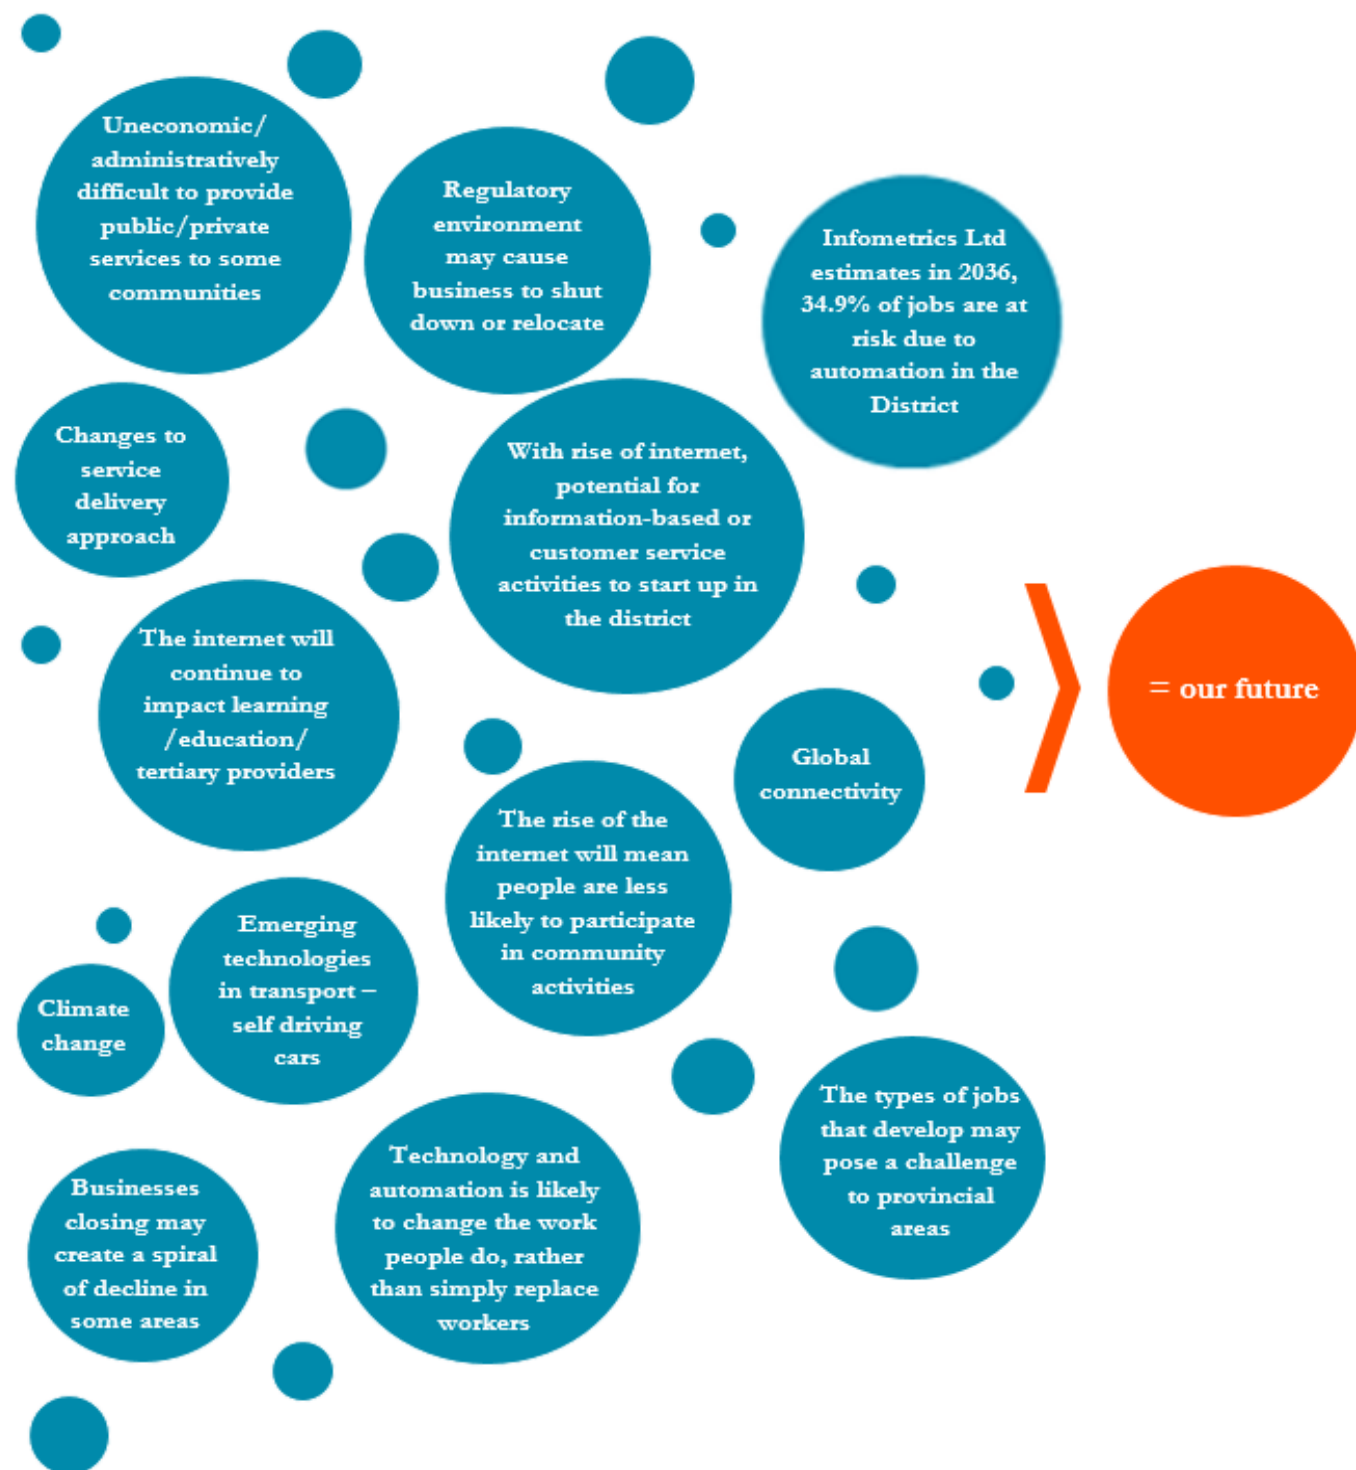 Uneconomic/
administratively
difficult to provide
public/private
services to some
communities
Regulatory
environment
may cause
business to shut
down or relocate
Infometrics Ltd
estimates in 2036,
34.9% of jobs are at
risk due to
automation in the
District
Changes to
service
delivery
approach
With rise of internet,
potential for
information-based or
customer service
activities to start up in
the district
The internet will
continue to
impact learning
/education/
tertiary providers
= our future
Global
connectivity
The rise of the
internet will mean
people are less
likely to participate
in community
activities
Emerging
technologies
in transport –
self driving
cars
Climate
change
The types of jobs
that develop may
pose a challenge
to provincial
areas
Technology and
automation is likely
to change the work
people do, rather
than simply replace
workers
Businesses
closing may
create a spiral
of decline in
some areas